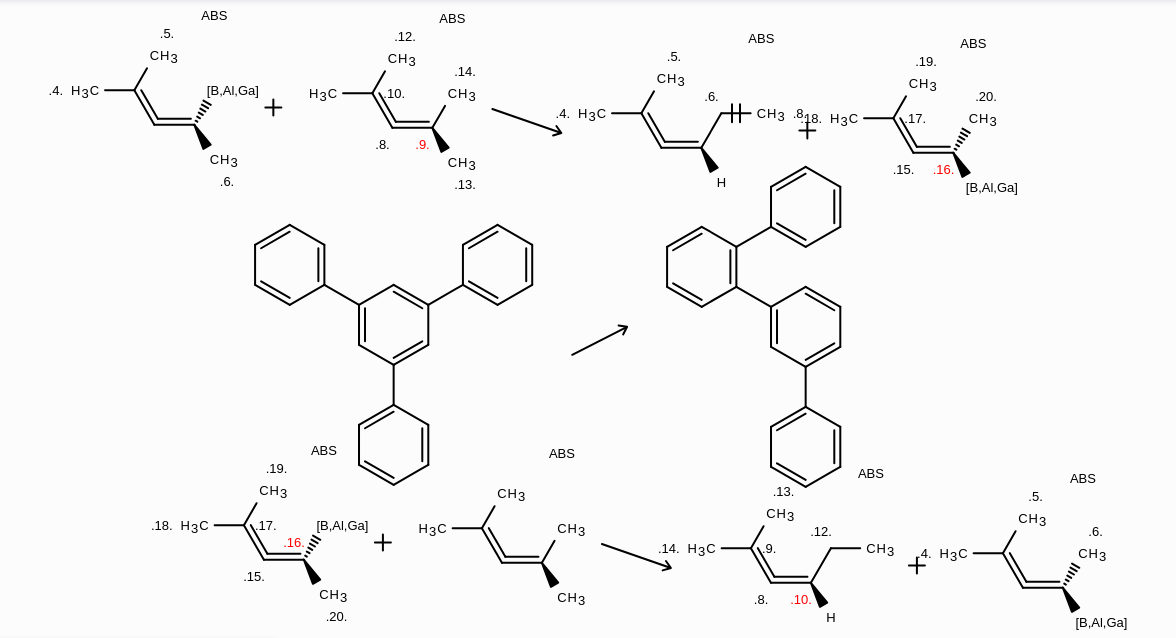 ABS
.5.
CH3
.4. H3C
[B,Al,Ga]
CH3
.6.
ABS
.12.
CH3
.14.
H3C
.10.
CH3
.8.
.9.
CH3
.13.
ABS
.5.
CH3
.6.
.4. H3C
CH3 .8.
H
ABS
.19.
CH3
.20.
.18. H3C
.17.
CH3
.15.
.16.
[B,Al,Ga]
ABS
.19.
CH3
.18. H3C
.17.
[B,Al,Ga]
.16.
.15.
CH3
.20.
ABS
CH3
H3C
CH3
CH3
ABS
.13.
CH3
.12.
.14. H3C
.9.
CH3
.8.
.10.
H
ABS
.5.
CH3
.6.
.4. H3C
CH3
[B,Al,Ga]